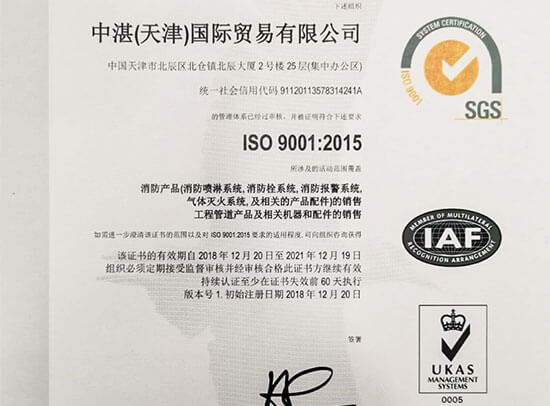 下述组织
中湛(天津)国际贸易有限公司
中国天津市北辰区北仓镇北辰大厦2号楼25层(集中办公区)
统一社会信用代码 91120113578314241A
的管理体系已经过审核，并被证明符合下述要求
ISO 9001:2015
所涉及的活动范围覆盖
消防产品(消防喷淋系统, 消防栓系统, 消防报警系统,
气体灭火系统, 及相关的产品配件)的销售
工程管道产品及相关机器和配件的销售
如需进一步澄清该证书的范围以及对 ISO 9001:2015 要求的适用程度, 可向组织咨询获得
该证书的有效期自 2018 年 12 月 20 日至 2021 年 12 月 19 日
组织必须定期接受监督审核并经审核合格此证书方继续有效
持续认证至少在证书失效前 60 天执行
版本号 1. 初始注册日期 2018 年 12 月 20 日
签署
SYSTEM CERTIFICATION
ISO 9001
SGS
MEMBER OF MULTILATERAL
IAF
RECOGNITION ARRANGEMENT
UKAS
MANAGEMENT
SYSTEMS
0005